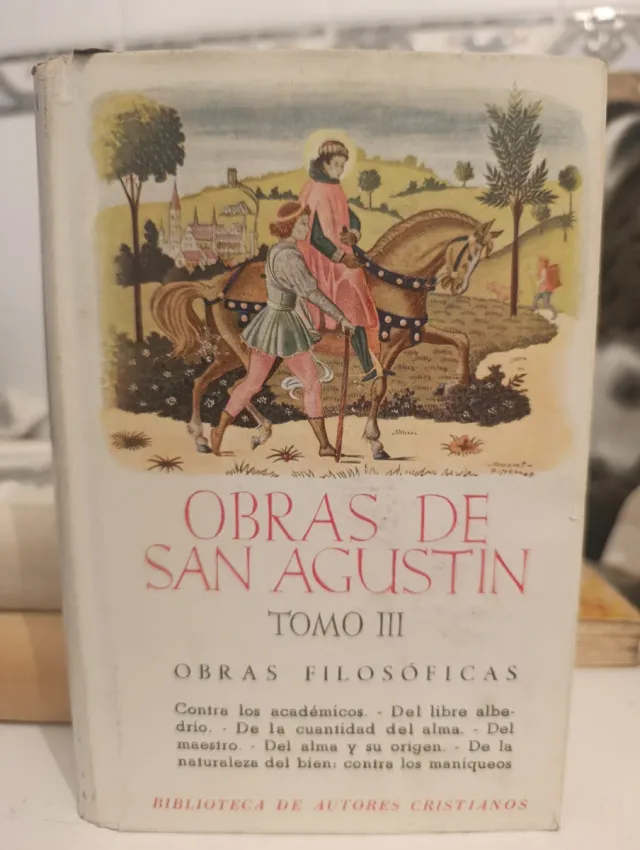 OBRAS DE
SAN AGUSTIN
TOMO III
OBRAS FILOSÓFICAS
Contra los académicos. - Del libre albe-
drío. - De la cuantidad del alma. - Del
maestro. - Del alma y su origen. - De la
naturaleza del bien: contra los maniqueos
BIBLIOTECA DE AUTORES CRISTIANOS